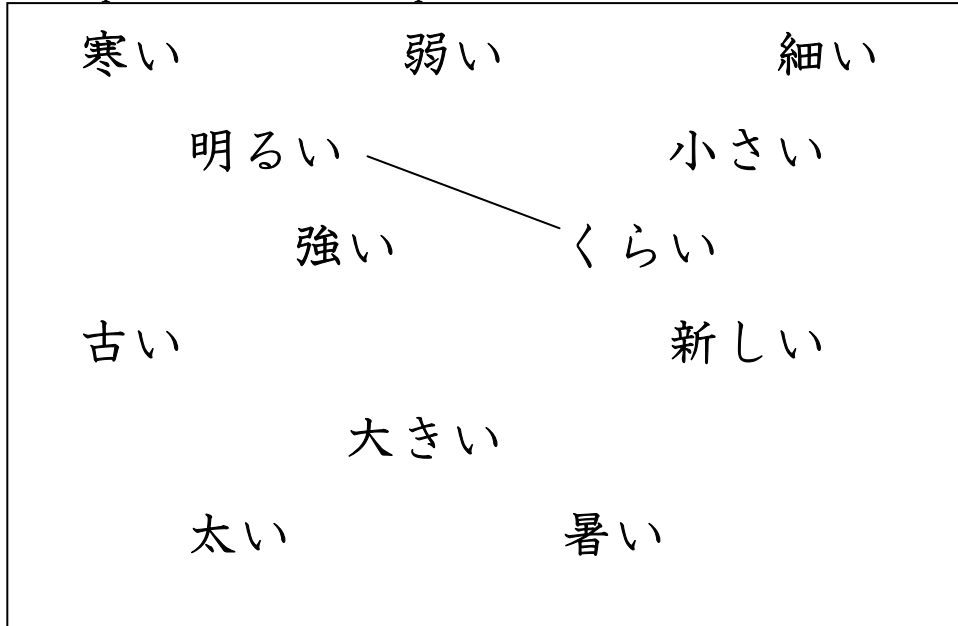 寒い 弱い 細い
明るい 小さい
強い くらい
古い 新しい
大きい
太い 暑い